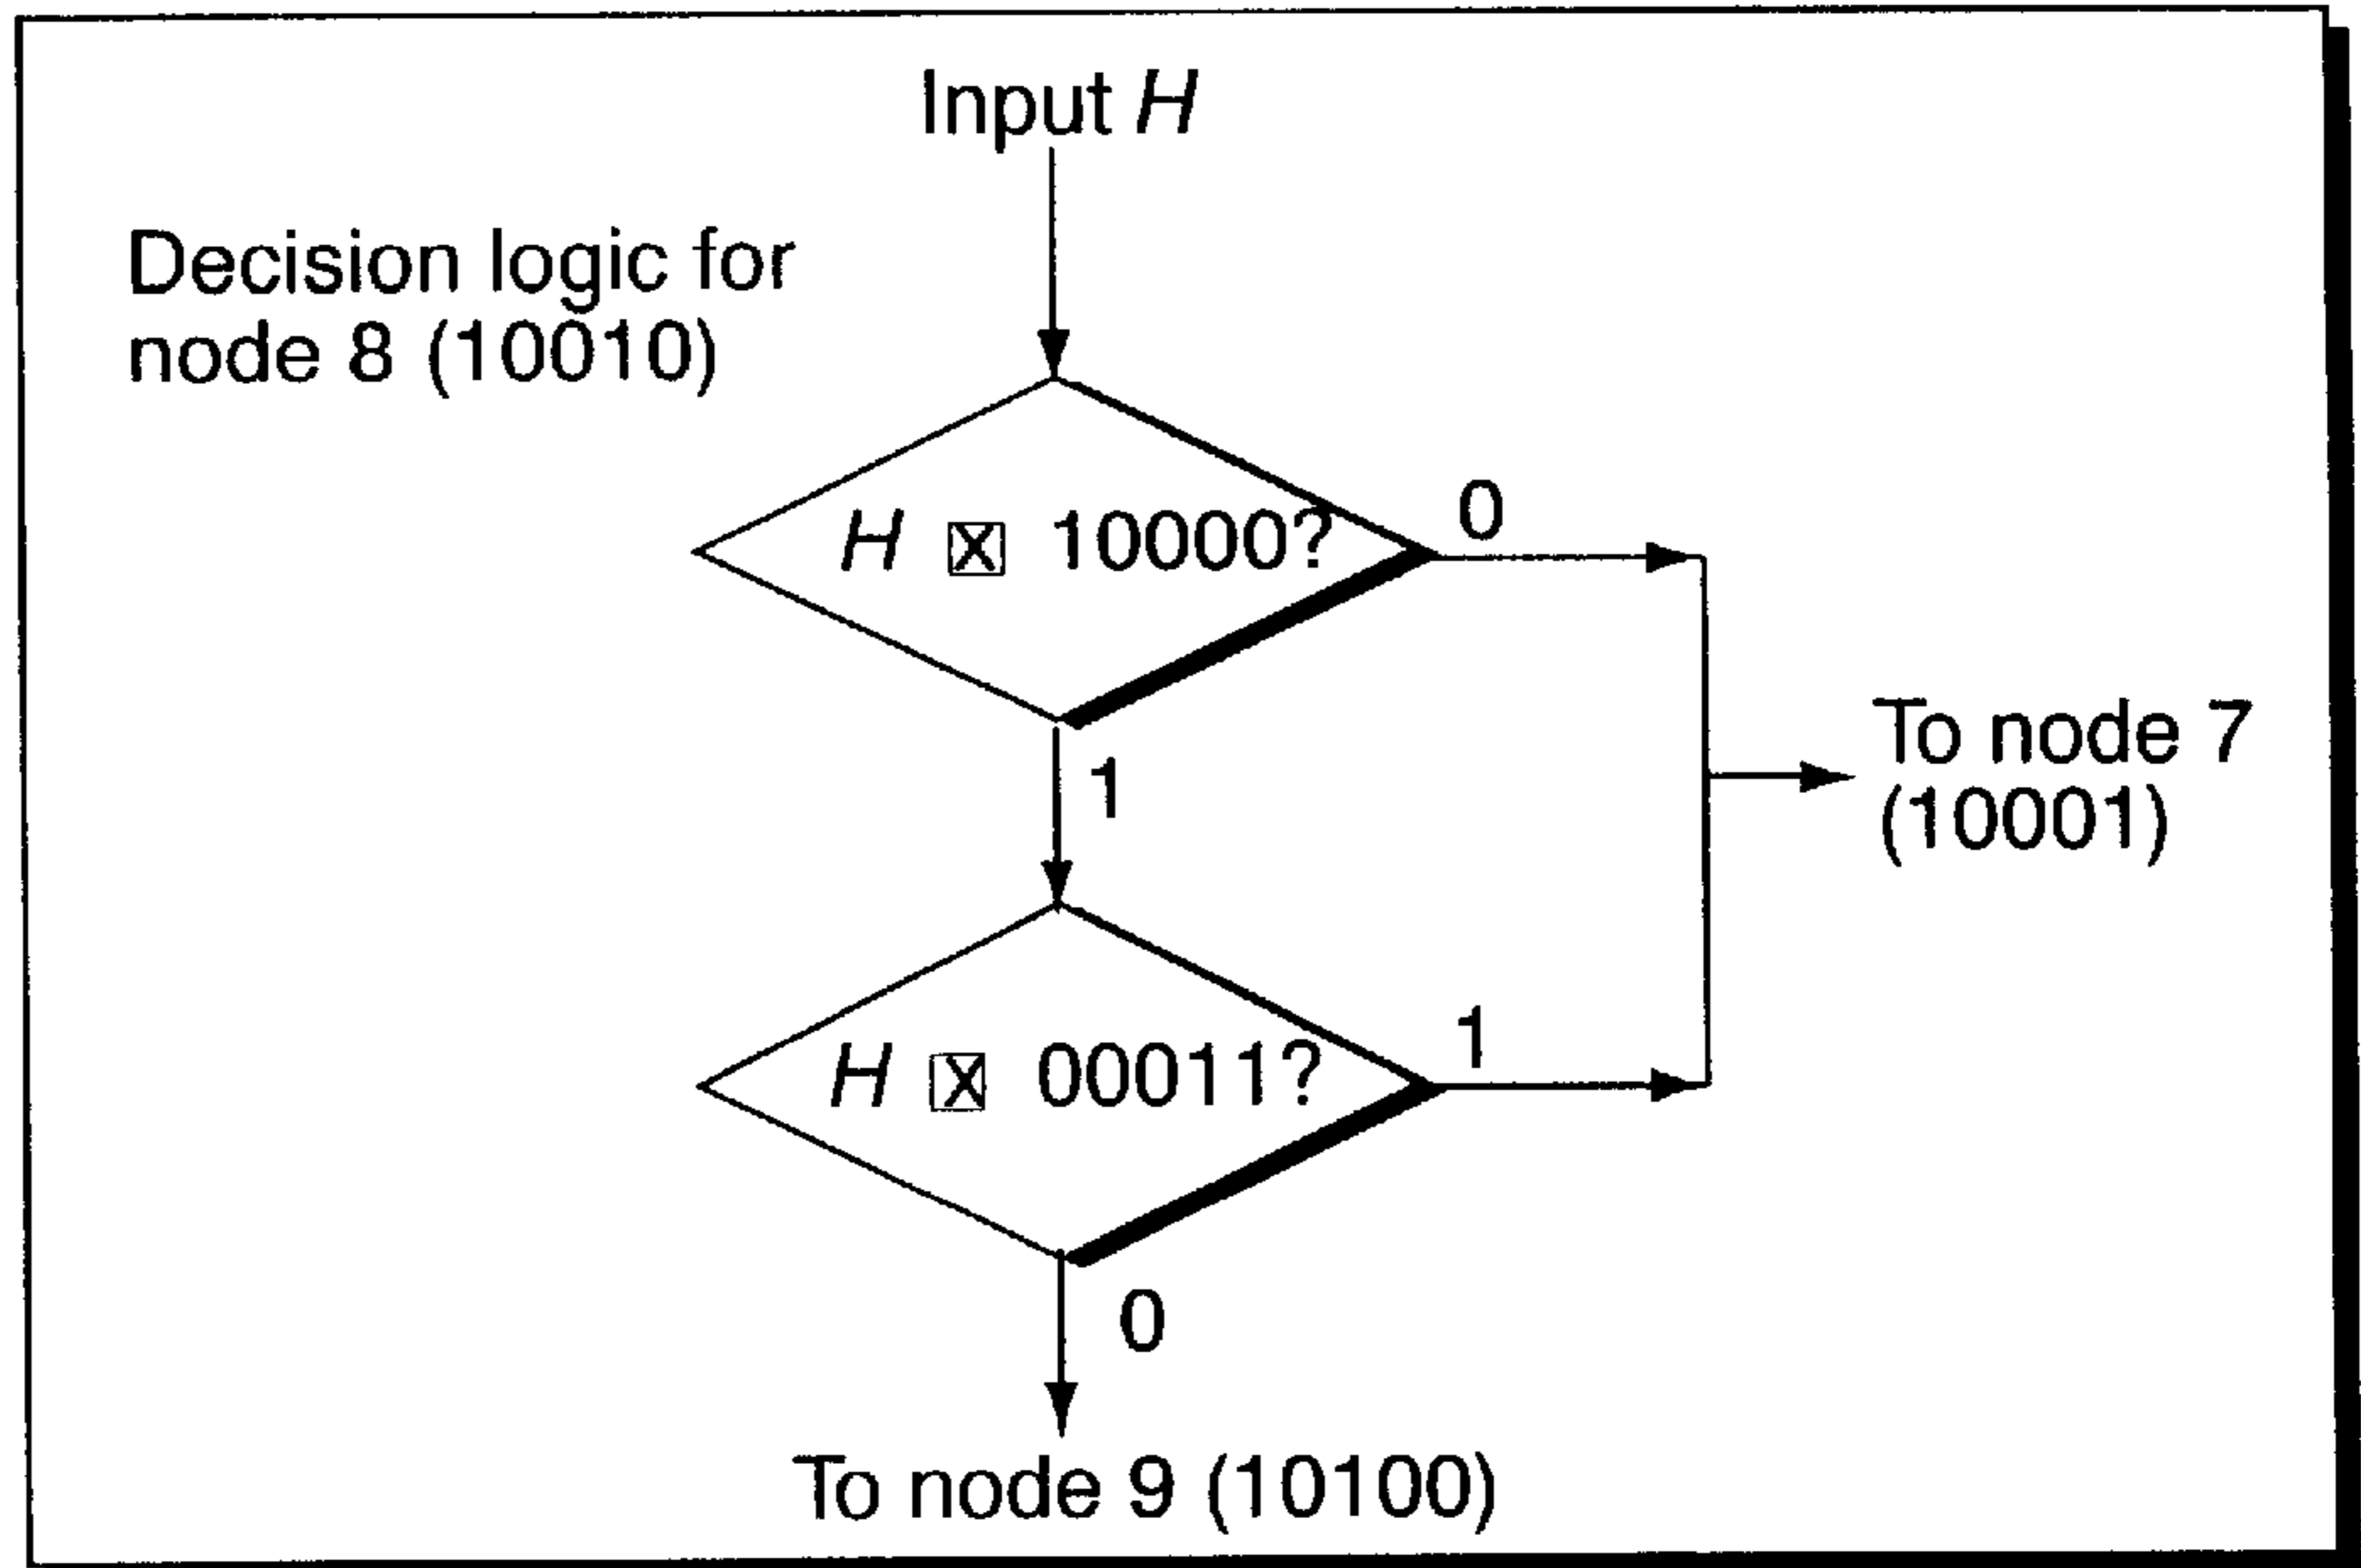 Input H
Decision logic for
node 8 (10010)
H ☒ 10000?
0
1
To node 7
(10001)
H ☒ 00011?
1
0
To node 9 (10100)